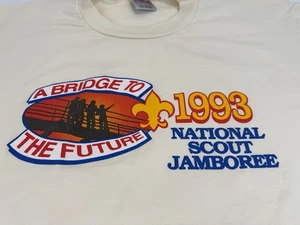 A BRIDGE TO
THE FUTURE
1993
NATIONAL
SCOUT
JAMBOREE